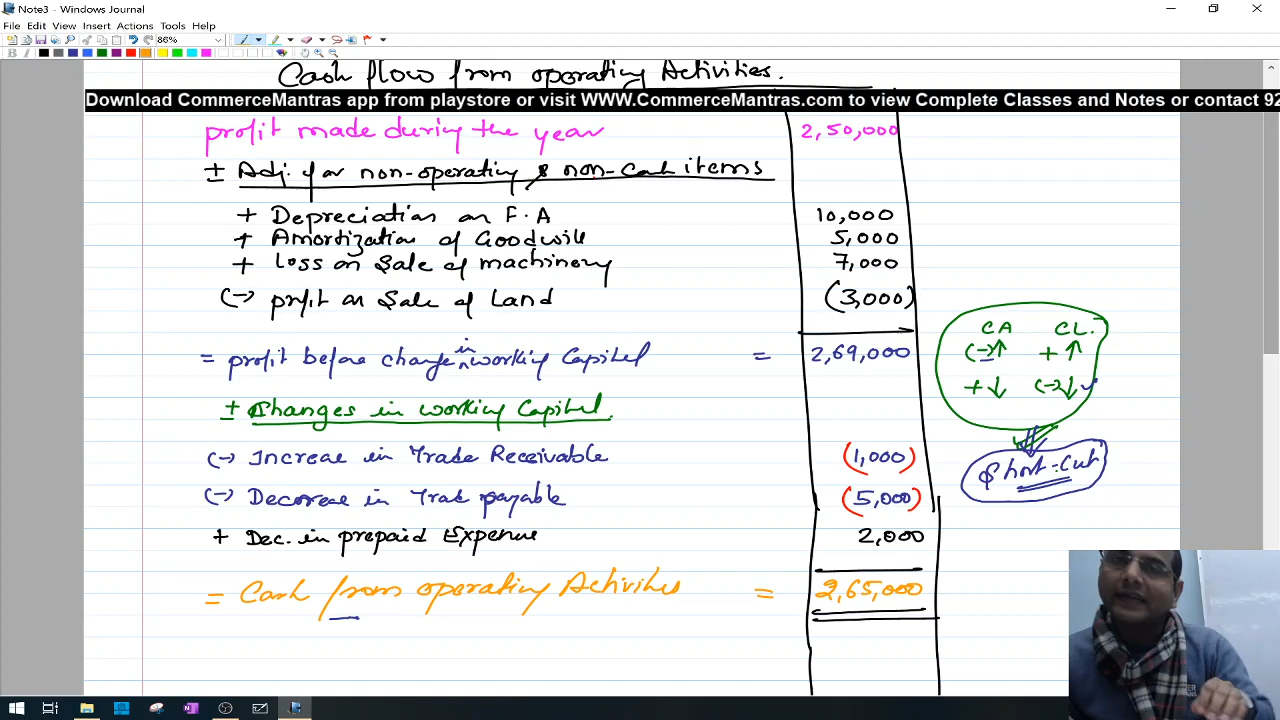 Note3 - Windows Journal
File Edit View Insert Actions Tools Help
86%
Cash flow from operating Activities.
Download CommerceMantras app from playstore or visit WWW.CommerceMantras.com to view Complete Classes and Notes or contact 92
profit made during the year 2,50,000
± Adj. for non-operating & non-cash items
+ Depreciation on F.A 10,000
+ Amortization of Goodwill 5,000
+ Loss on Sale of machinery 7,000
(-) profit on Sale of Land (3,000)
= profit before change in working Capital = 2,69,000
± Changes in working Capital.
(-) Increase in Trade Receivable (1,000)
(-) Decrease in Trad payable (5,000)
+ Dec. in prepaid Expense 2,000
= Cash from operating Activites = 2,65,000
CA CL.
(-)↑ +↑
+↓ (-)↓
Short-Cut